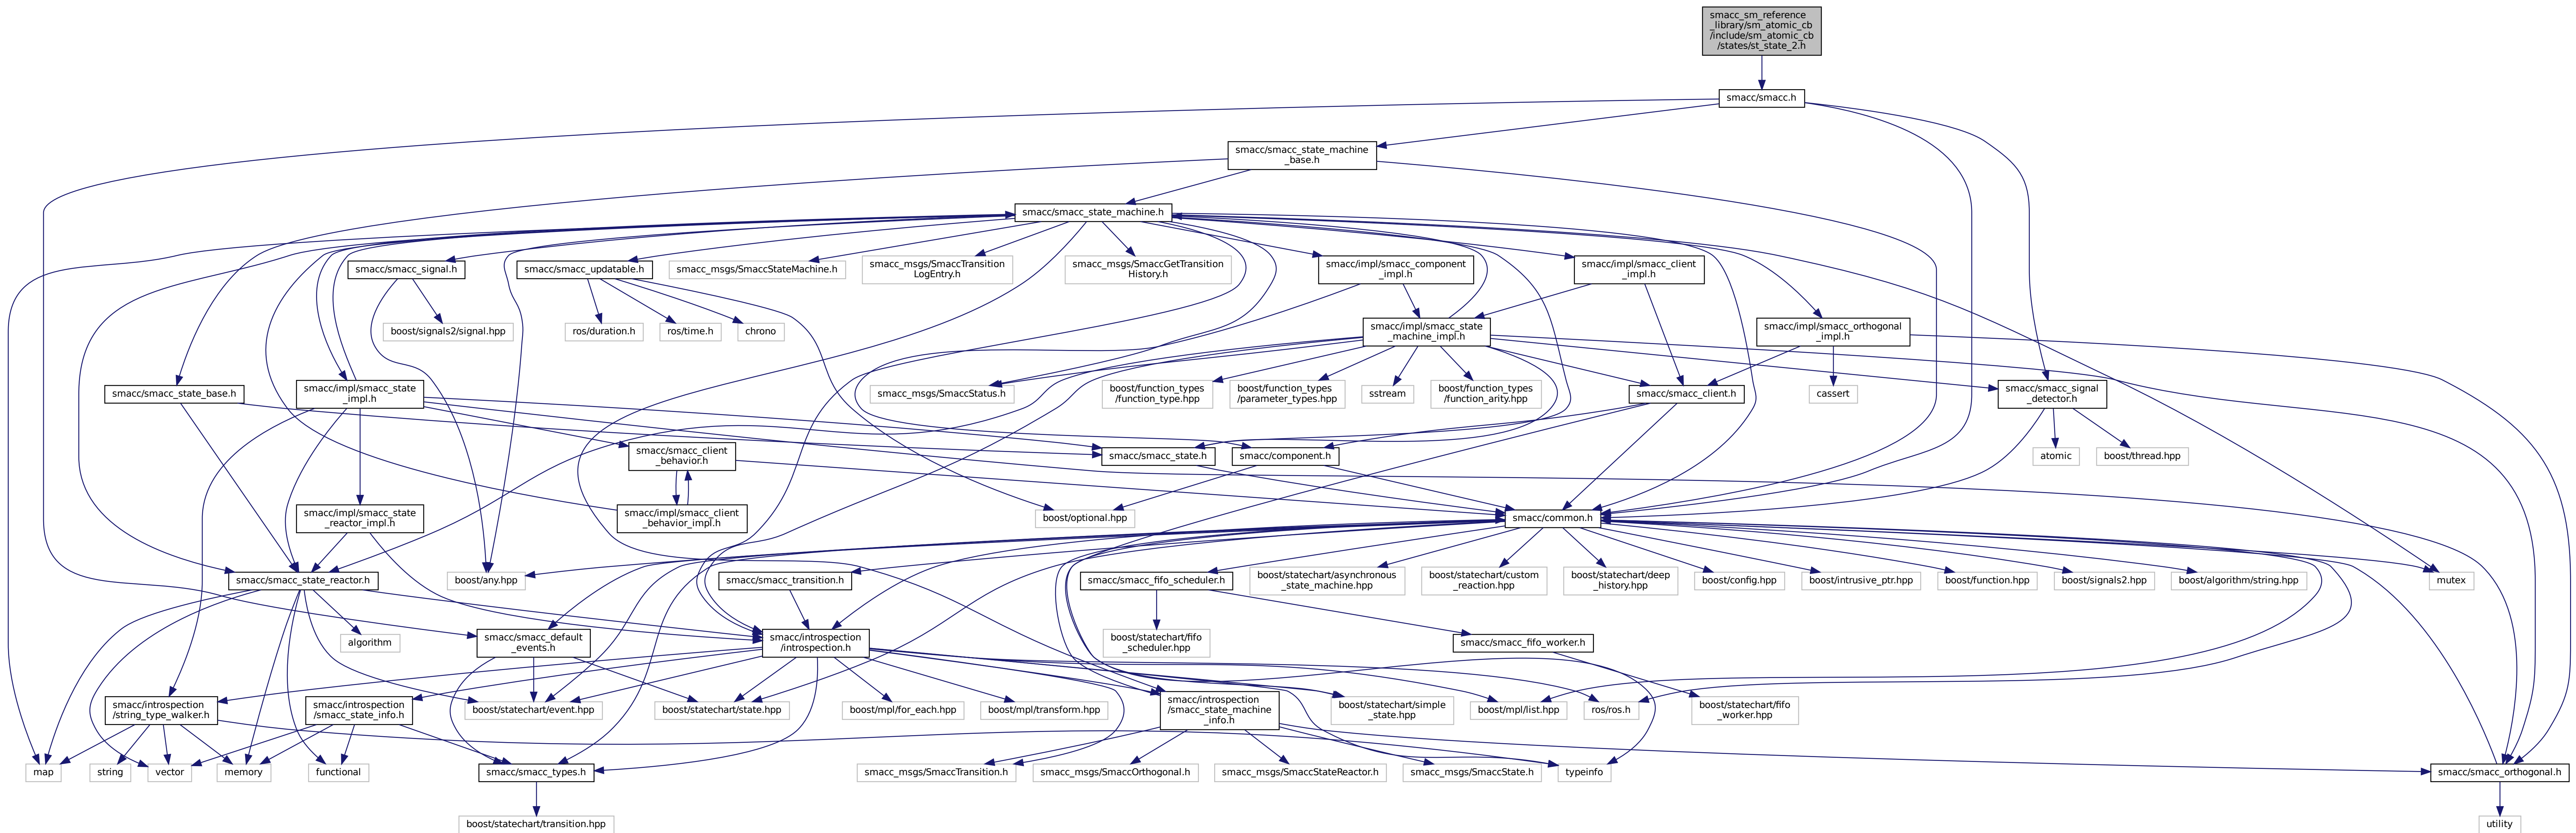 smacc_sm_reference
_library/sm_atomic_cb
/include/sm_atomic_cb
/states/st_state_2.h
smacc/smacc.h
smacc/smacc_state_machine
_base.h
smacc/smacc_state_machine.h
smacc/smacc_signal.h
smacc/smacc_updatable.h
smacc_msgs/SmaccStateMachine.h
smacc_msgs/SmaccTransition
LogEntry.h
smacc_msgs/SmaccGetTransition
History.h
smacc/impl/smacc_component
_impl.h
smacc/impl/smacc_client
_impl.h
boost/signals2/signal.hpp
ros/duration.h
ros/time.h
chrono
smacc/impl/smacc_state
_machine_impl.h
smacc/impl/smacc_orthogonal
_impl.h
smacc/smacc_state_base.h
smacc/impl/smacc_state
_impl.h
smacc_msgs/SmaccStatus.h
boost/function_types
/function_type.hpp
boost/function_types
/parameter_types.hpp
sstream
boost/function_types
/function_arity.hpp
smacc/smacc_client.h
cassert
smacc/smacc_signal
_detector.h
smacc/smacc_client
_behavior.h
smacc/smacc_state.h
smacc/component.h
atomic
boost/thread.hpp
smacc/impl/smacc_state
_reactor_impl.h
smacc/impl/smacc_client
_behavior_impl.h
boost/optional.hpp
smacc/common.h
smacc/smacc_state_reactor.h
boost/any.hpp
smacc/smacc_transition.h
smacc/smacc_fifo_scheduler.h
boost/statechart/asynchronous
_state_machine.hpp
boost/statechart/custom
_reaction.hpp
boost/statechart/deep
_history.hpp
boost/config.hpp
boost/intrusive_ptr.hpp
boost/function.hpp
boost/signals2.hpp
boost/algorithm/string.hpp
mutex
algorithm
smacc/smacc_default
_events.h
smacc/introspection
/introspection.h
boost/statechart/fifo
_scheduler.hpp
smacc/smacc_fifo_worker.h
smacc/introspection
/string_type_walker.h
smacc/introspection
/smacc_state_info.h
boost/statechart/event.hpp
boost/statechart/state.hpp
boost/mpl/for_each.hpp
boost/mpl/transform.hpp
smacc/introspection
/smacc_state_machine
_info.h
boost/statechart/simple
_state.hpp
boost/mpl/list.hpp
ros/ros.h
boost/statechart/fifo
_worker.hpp
map
string
vector
memory
functional
smacc/smacc_types.h
smacc_msgs/SmaccTransition.h
smacc_msgs/SmaccOrthogonal.h
smacc_msgs/SmaccStateReactor.h
smacc_msgs/SmaccState.h
typeinfo
smacc/smacc_orthogonal.h
boost/statechart/transition.hpp
utility